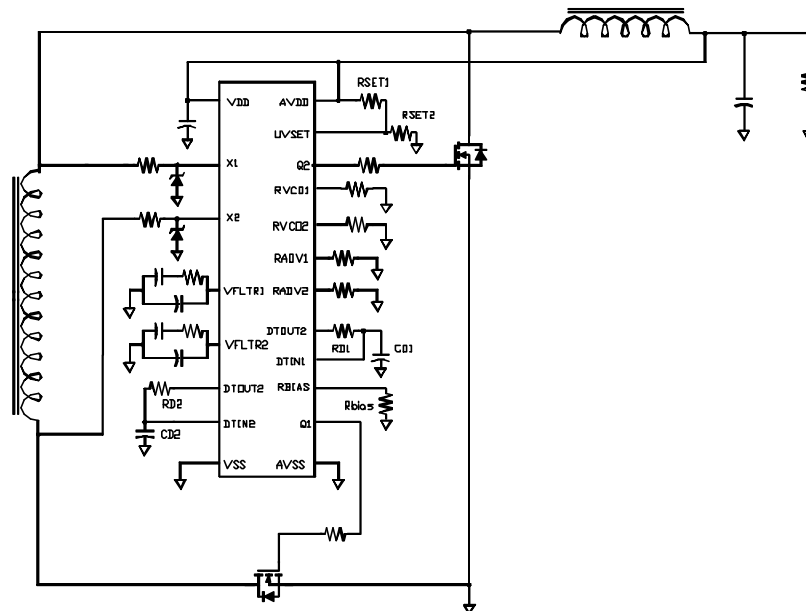 RSET1
VDD
AVDD
RSET2
UVSET
X1
Q2
RVCO1
X2
RVCO2
RADV1
VFLTR1
RADV2
DTOUT2
VFLTR2
RD1
CD1
DTIN1
DTOUT2
RBIAS
RD2
Rbias
DTIN2
Q1
CD2
VSS
AVSS